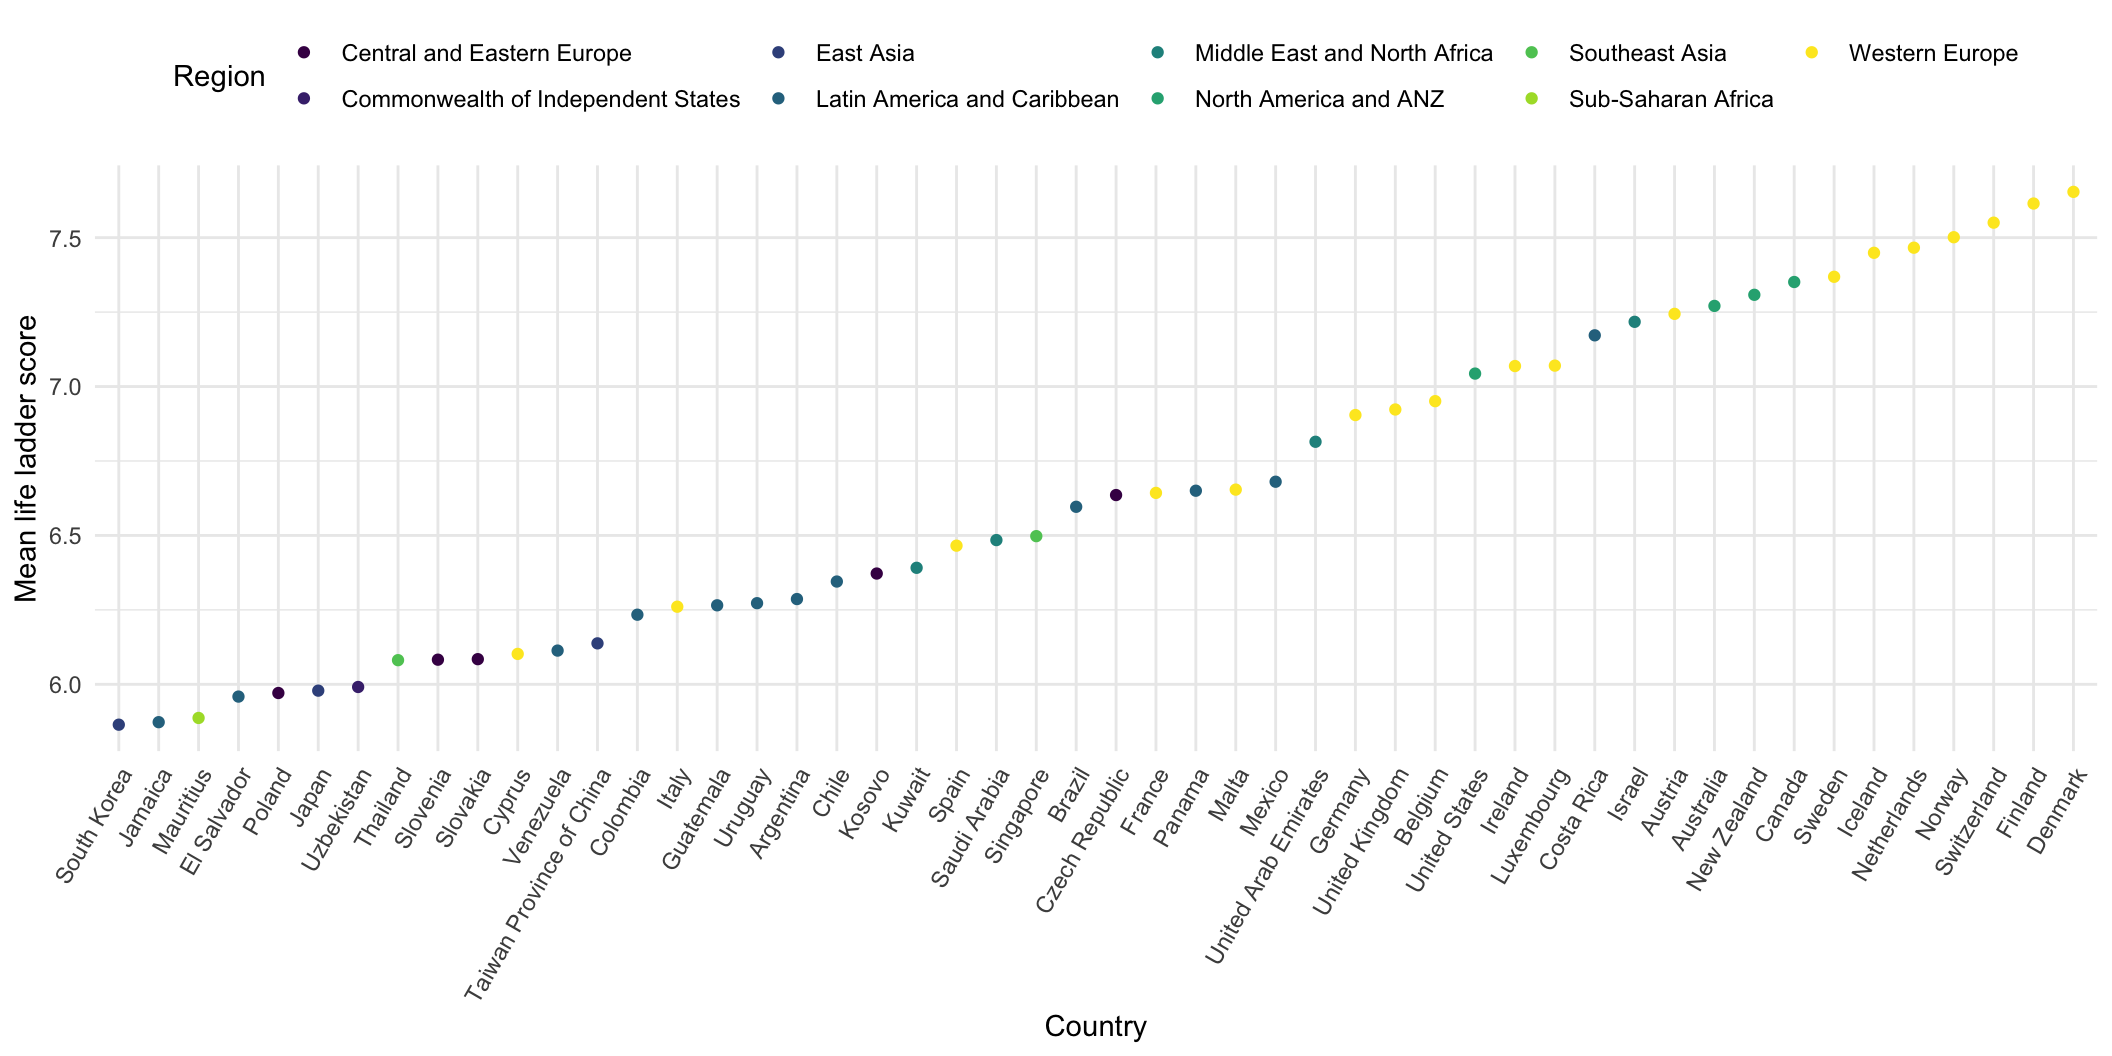 Region
Central and Eastern Europe
East Asia
Middle East and North Africa
Southeast Asia
Western Europe
Commonwealth of Independent States
Latin America and Caribbean
North America and ANZ
Sub-Saharan Africa
Mean life ladder score
7.5
7.0
6.5
6.0
South Korea
Jamaica
Mauritius
El Salvador
Poland
Japan
Uzbekistan
Thailand
Slovenia
Slovakia
Cyprus
Venezuela
Taiwan Province of China
Colombia
Italy
Guatemala
Uruguay
Argentina
Chile
Kosovo
Kuwait
Spain
Saudi Arabia
Singapore
Brazil
Czech Republic
France
Panama
Malta
Mexico
United Arab Emirates
Germany
United Kingdom
Belgium
United States
Ireland
Luxembourg
Costa Rica
Israel
Austria
Australia
New Zealand
Canada
Sweden
Iceland
Netherlands
Norway
Switzerland
Finland
Denmark
Country